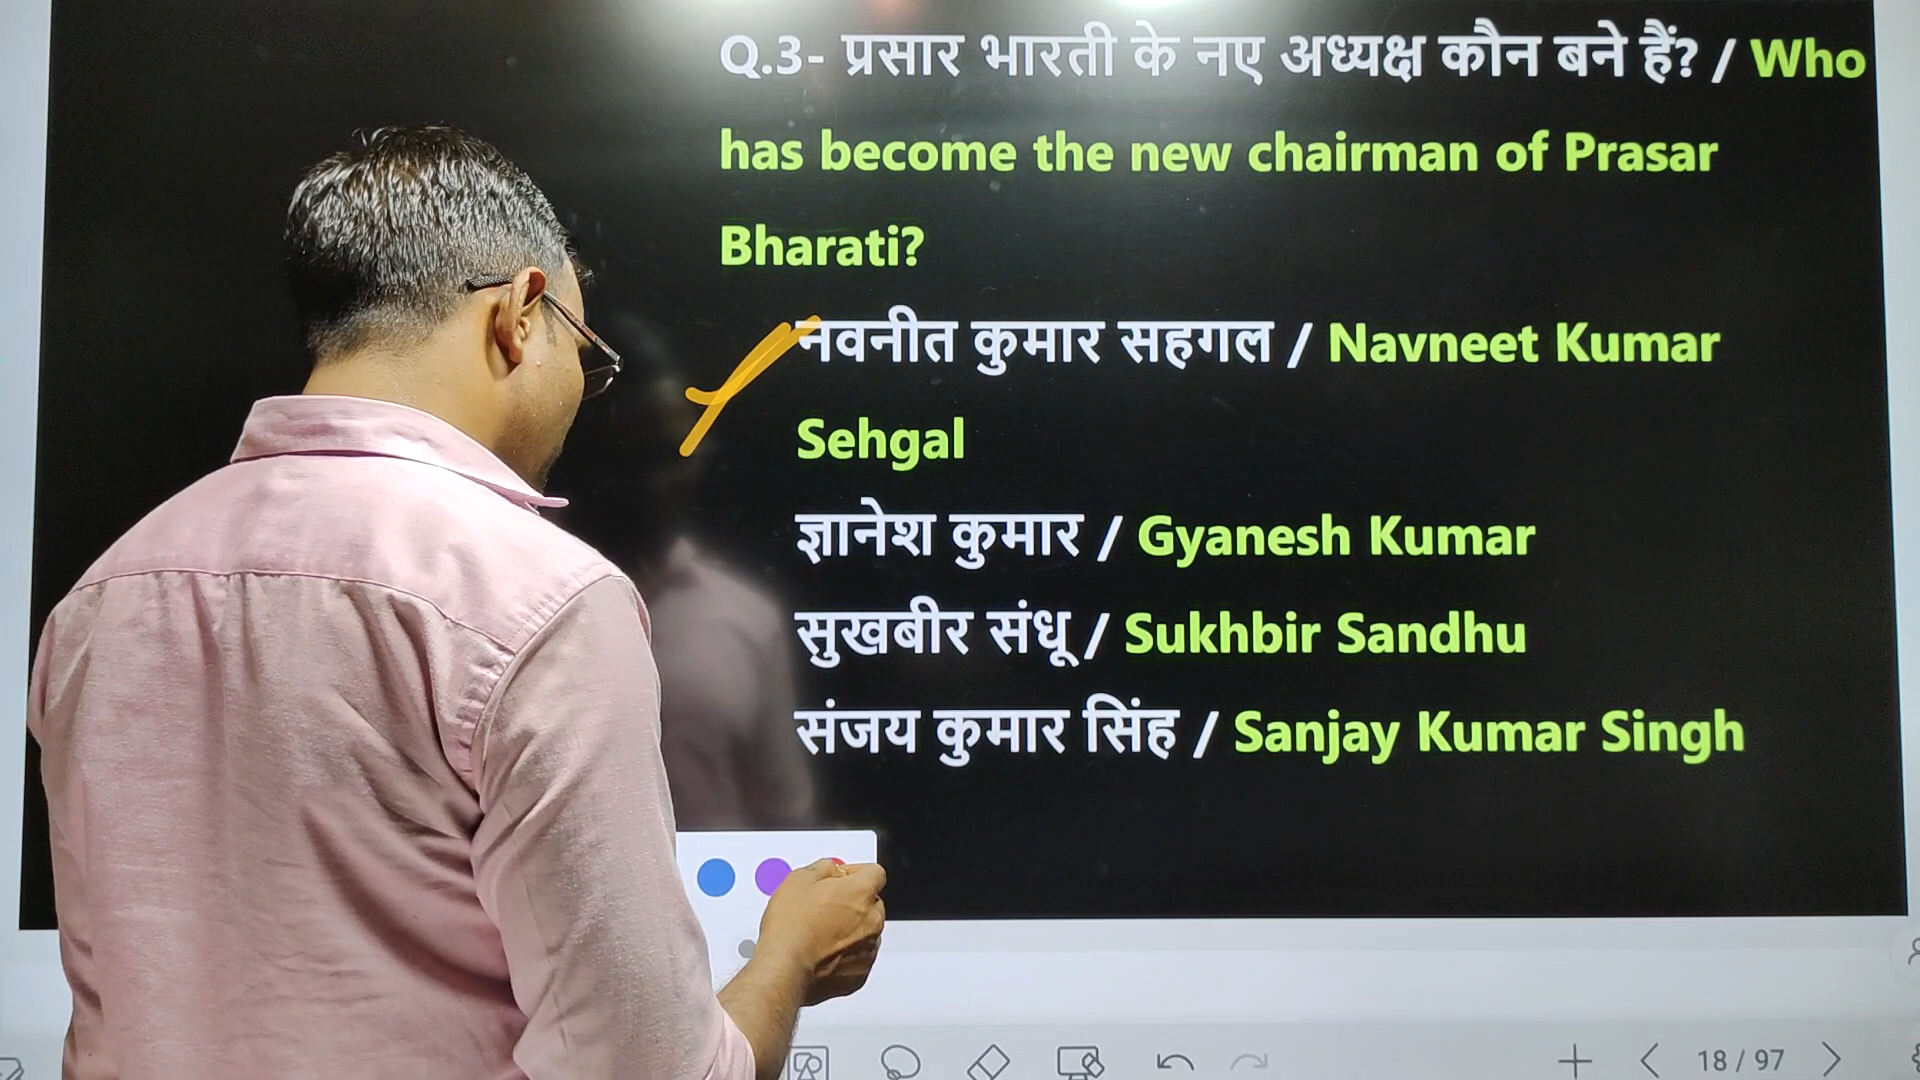 Q.3- प्रसार भारती के नए अध्यक्ष कौन बने हैं? / Who
has become the new chairman of Prasar
Bharati?
नवनीत कुमार सहगल / Navneet Kumar
Sehgal
ज्ञानेश कुमार / Gyanesh Kumar
सुखबीर संधू / Sukhbir Sandhu
संजय कुमार सिंह / Sanjay Kumar Singh
18 / 97